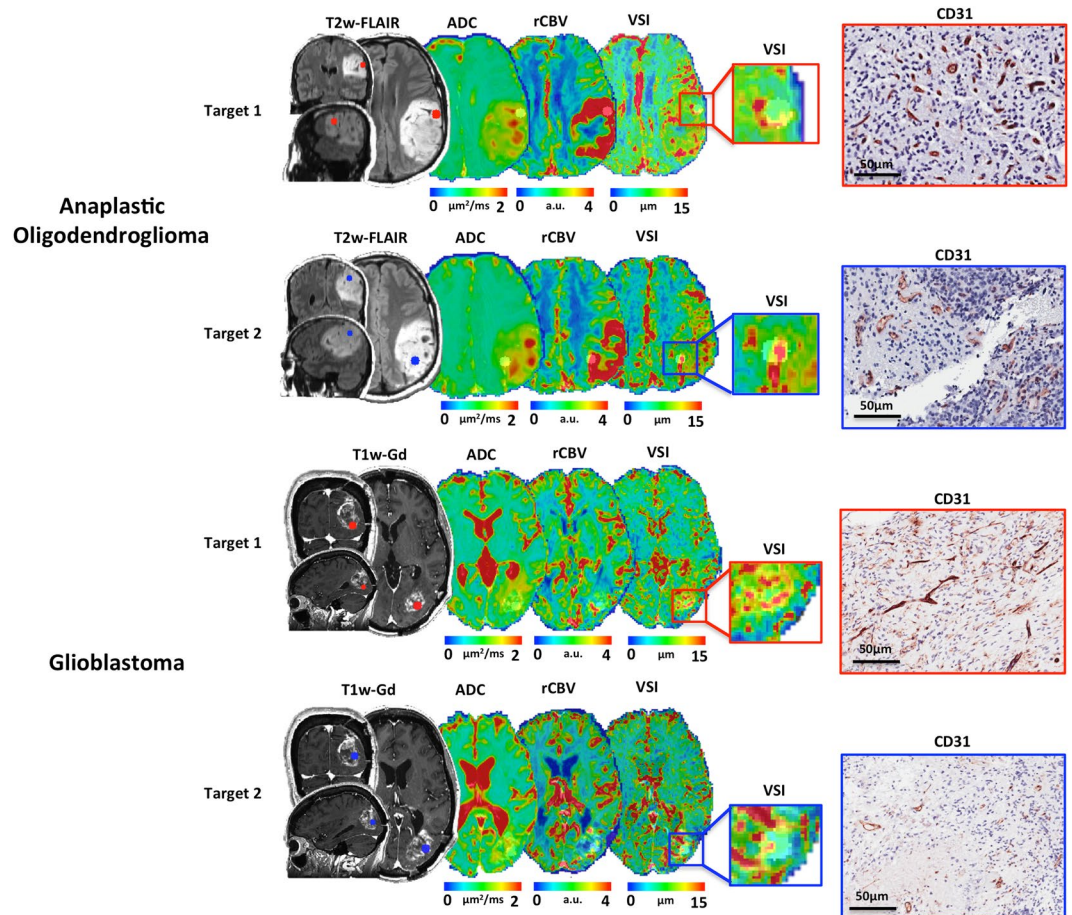 T2w-FLAIR ADC rCBV VSI
VSI
CD31
Target 1
50µm
0 µm²/ms 2 0 a.u. 4 0 µm 15
Anaplastic
Oligodendroglioma
T2w-FLAIR ADC rCBV VSI
VSI
CD31
Target 2
50µm
0 µm²/ms 2 0 a.u. 4 0 µm 15
T1w-Gd ADC rCBV VSI
VSI
CD31
Target 1
50µm
0 µm²/ms 2 0 a.u. 4 0 µm 15
Glioblastoma
T1w-Gd ADC rCBV VSI
VSI
CD31
Target 2
50µm
0 µm²/ms 2 0 a.u. 4 0 µm 15